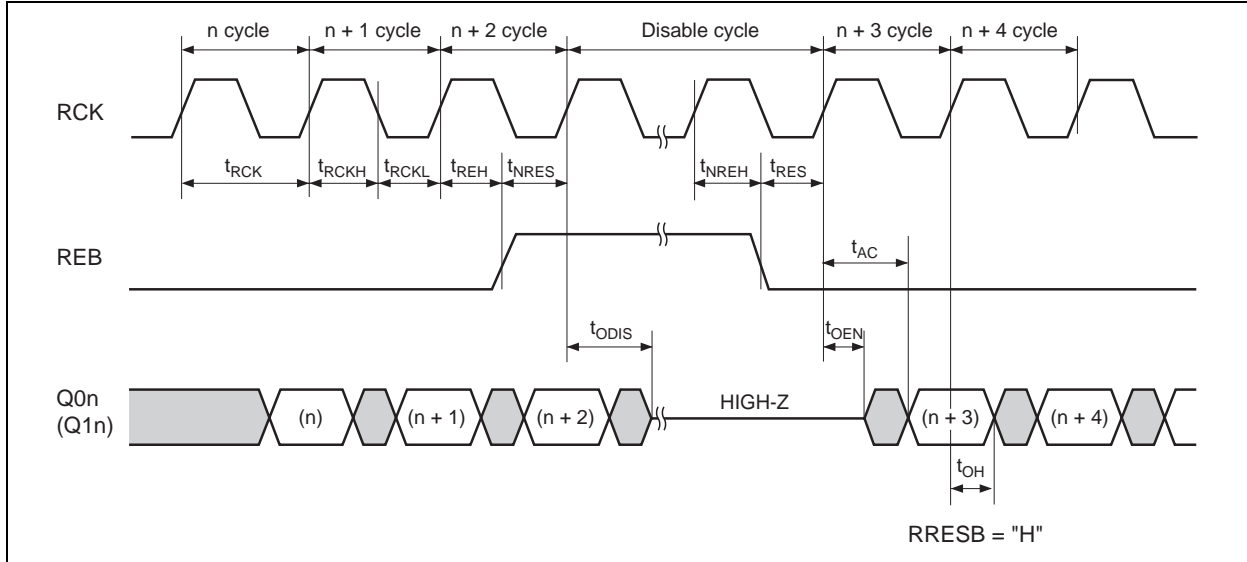 n cycle n + 1 cycle n + 2 cycle Disable cycle n + 3 cycle n + 4 cycle
RCK
tRCK tRCKH tRCKL tREH tNRES tNREH tRES
REB
tAC
tODIS tOEN
Q0n
(Q1n)
(n) (n + 1) (n + 2) HIGH-Z (n + 3) (n + 4)
tOH
RRESB = "H"